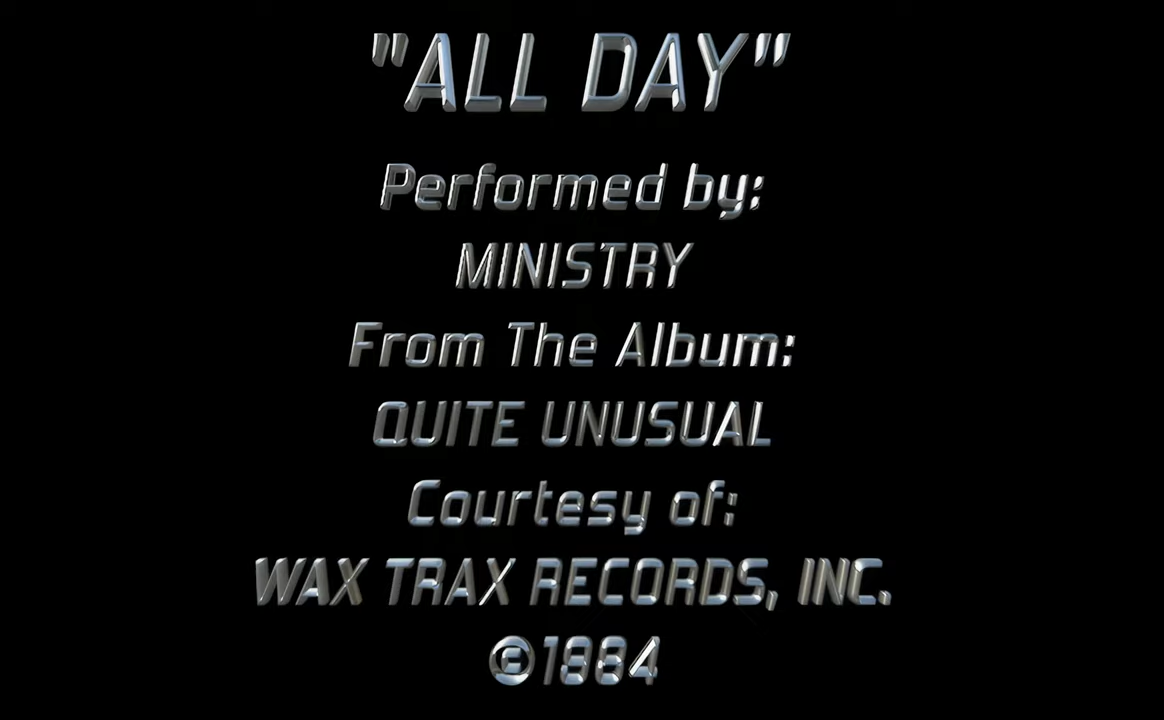 "ALL DAY"
Performed by:
MINISTRY
From The Album:
QUITE UNUSUAL
Courtesy of:
WAX TRAX RECORDS, INC.
©1984